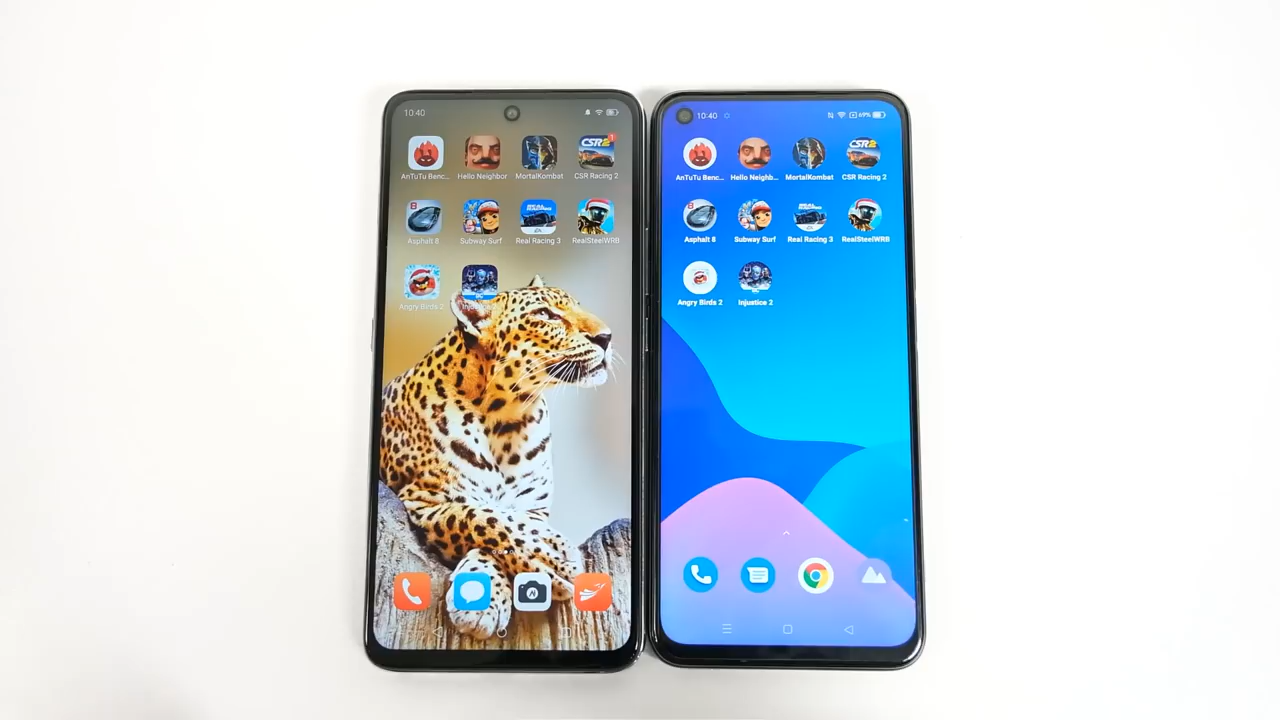 10:40
AnTuTu Benc...
Hello Neighbor
MortalKombat
CSR Racing 2
Asphalt 8
Subway Surf
Real Racing 3
RealSteelWRB
Angry Birds 2
10:40
69%
AnTuTu Benc...
Hello Neighb...
MortalKombat
CSR Racing 2
Asphalt 8
Subway Surf
Real Racing 3
RealSteelWRB
Angry Birds 2
Injustice 2